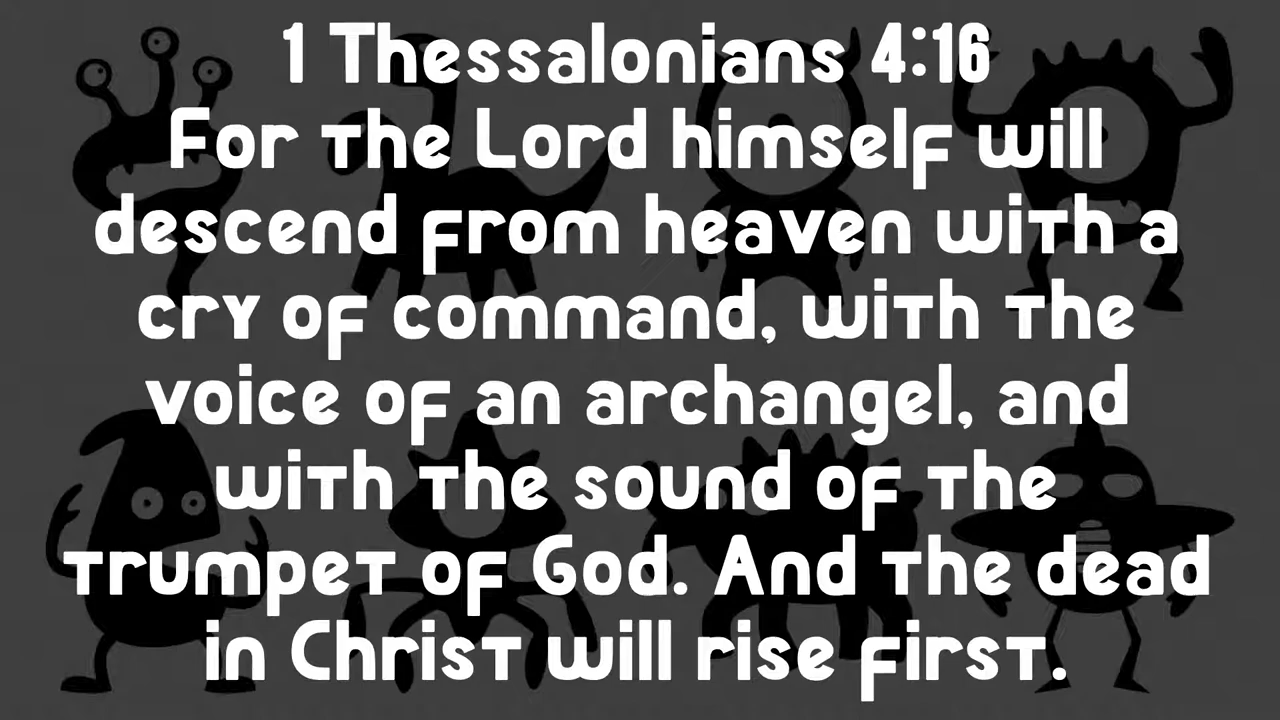 1 Thessalonians 4:16
For the Lord himself will
descend from heaven with a
cry of command, with the
voice of an archangel, and
with the sound of the
trumpet of God. And the dead
in Christ will rise first.